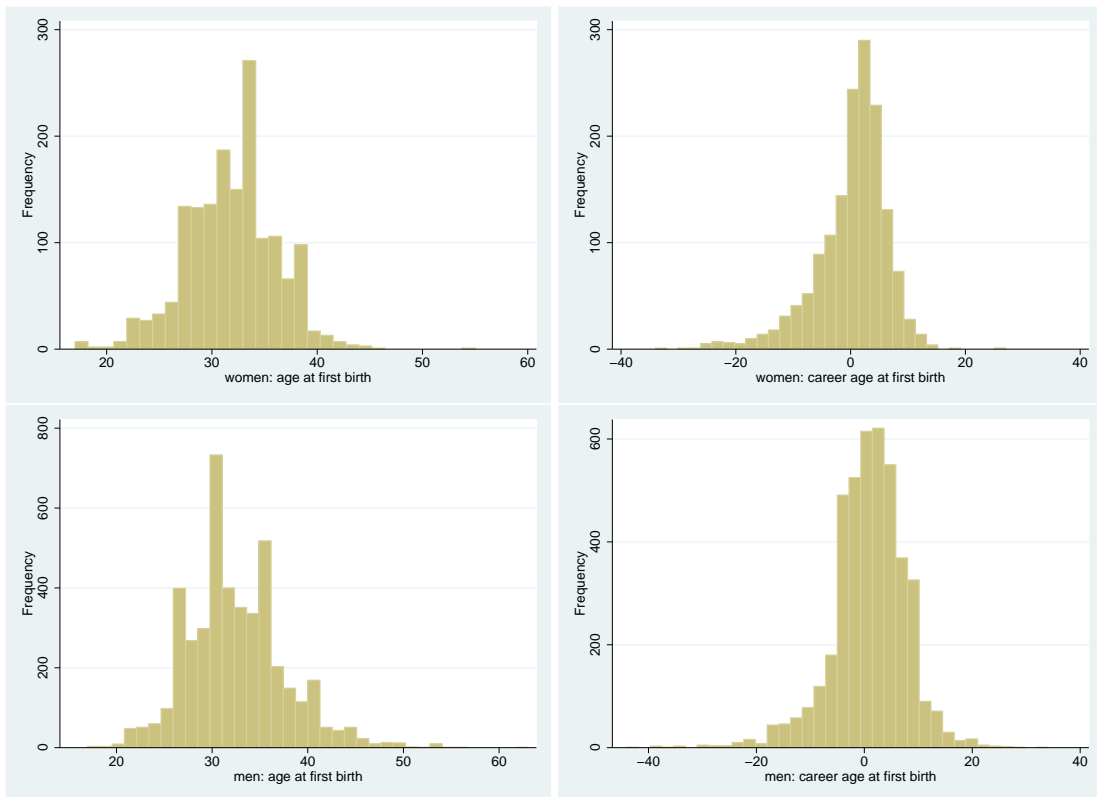 Frequency
0 100 200 300
20 30 40 50 60
women: age at first birth
Frequency
0 100 200 300
−40 −20 0 20 40
women: career age at first birth
Frequency
0 200 400 600 800
20 30 40 50 60
men: age at first birth
Frequency
0 200 400 600
−40 −20 0 20 40
men: career age at first birth